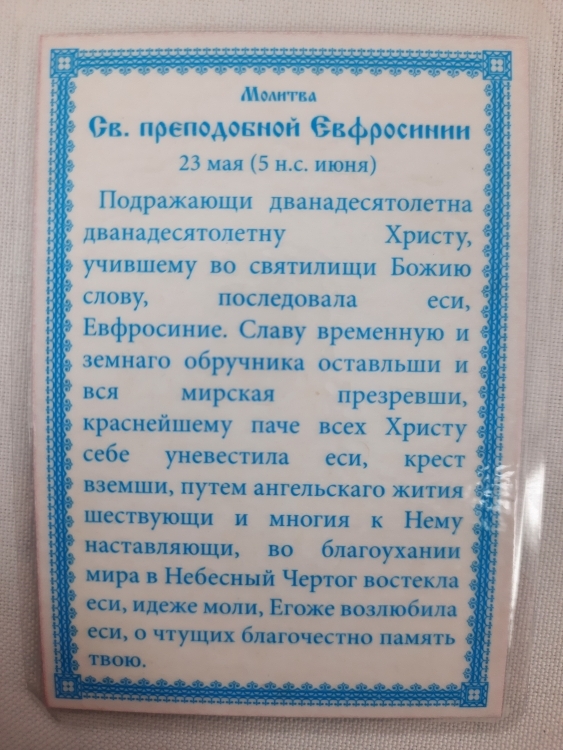 Молитва
Св. преподобной Евфросинии
23 мая (5 н.с. июня)
Подражающи дванадесятолетна
дванадесятолетну Христу,
учившему во святилищи Божию
слову, последовала еси,
Евфросиние. Славу временную и
земнаго обручника оставльши и
вся мирская презревши,
краснейшему паче всех Христу
себе уневестила еси, крест
вземши, путем ангельскаго жития
шествующи и многия к Нему
наставляющи, во благоухании
мира в Небесный Чертог востекла
еси, идеже моли, Егоже возлюбила
еси, о чтущих благочестно память
твою.